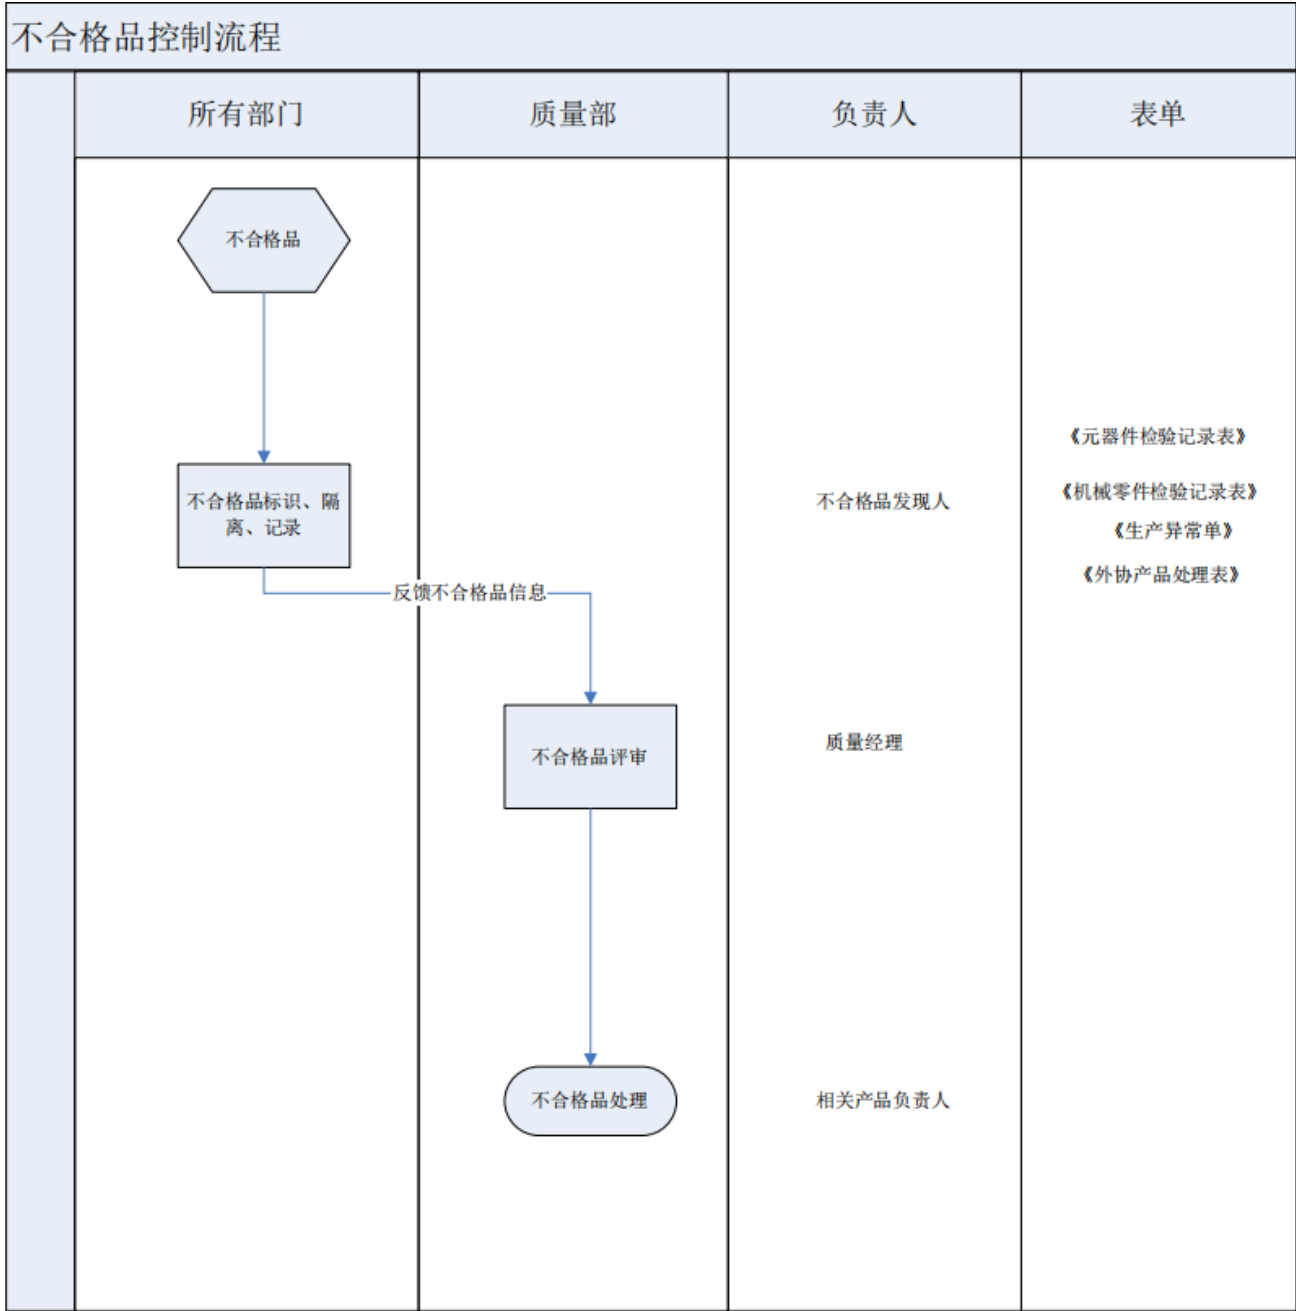 不合格品控制流程
所有部门
质量部
负责人
表单
不合格品
《元器件检验记录表》
不合格品标识、隔
离、记录
不合格品发现人
《机械零件检验记录表》
《生产异常单》
《外协产品处理表》
反馈不合格品信息
不合格品评审
质量经理
不合格品处理
相关产品负责人